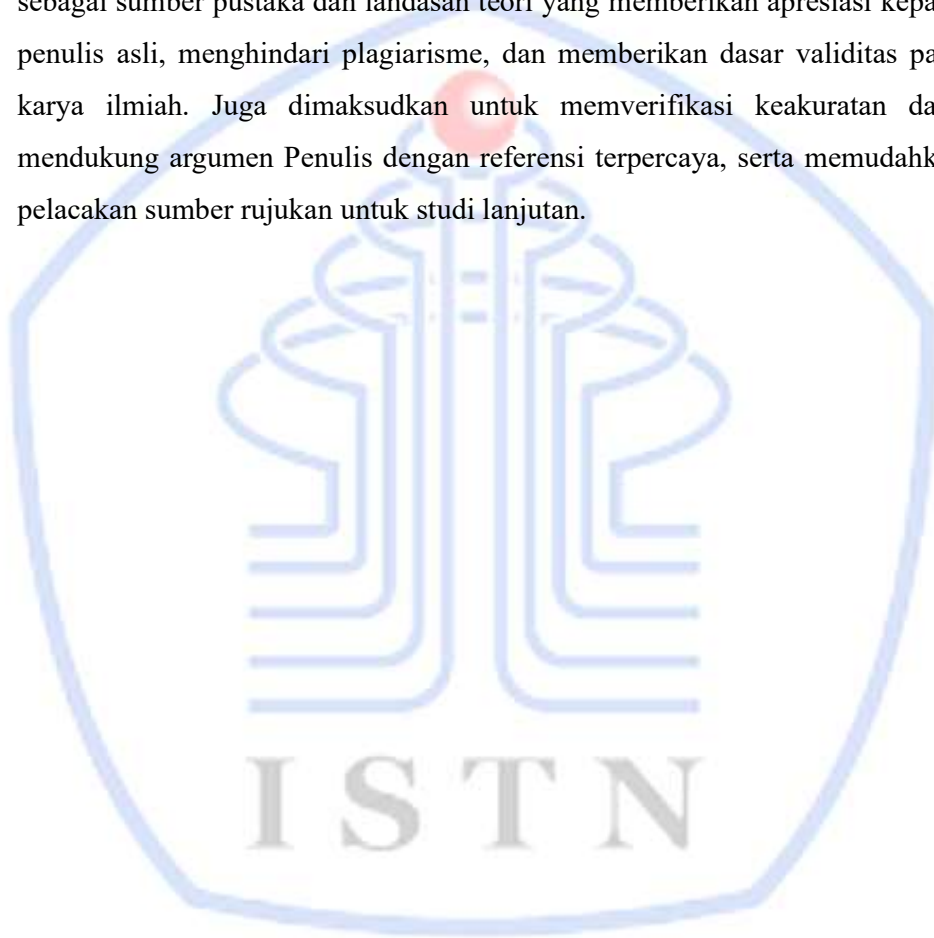 sebagai sumber pustaka dan landasan teori yang memberikan apresiasi kepa
penulis asli, menghindari plagiarisme, dan memberikan dasar validitas pa
karya ilmiah. Juga dimaksudkan untuk memverifikasi keakuratan da
mendukung argumen Penulis dengan referensi terpercaya, serta memudahk
pelacakan sumber rujukan untuk studi lanjutan.
ISTN